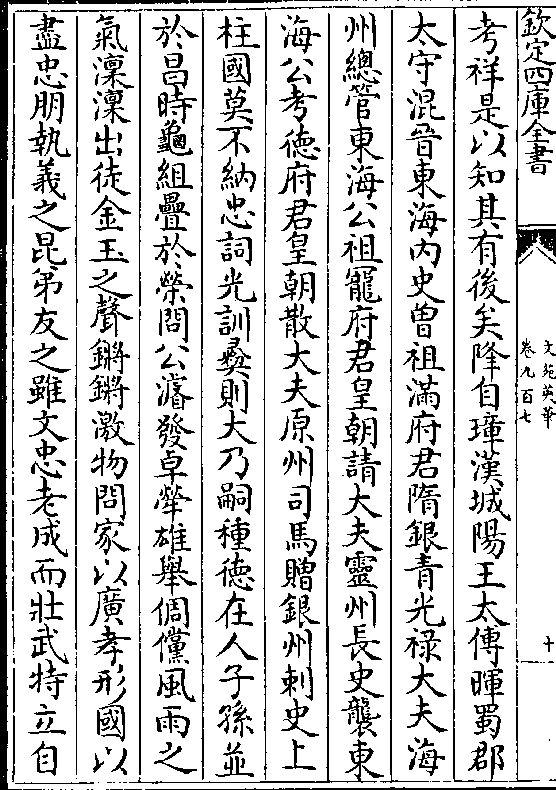 欽定四庫全書
文苑英華
卷九百七
十
考祥是以知其有後矣降自璋漢城陽王太傅暉蜀郡
太守混晉東海內史曾祖滿府君隋銀青光禄大夫海
州總管東海公祖寵府君皇朝請大夫靈州長史襲東
海公考德府君皇朝散大夫原州司馬贈銀州刺史上
柱國莫不納忠詞光訓彝則大乃嗣種德在人子孫並
於昌時龜組疊於榮問公濬發卓犖雄舉倜儻風雨之
氣澟澟出徒金玉之聲鏘鏘激物問家以廣孝形國以
盡忠朋執義之昆弟友之雖文忠老成而壯武特立自